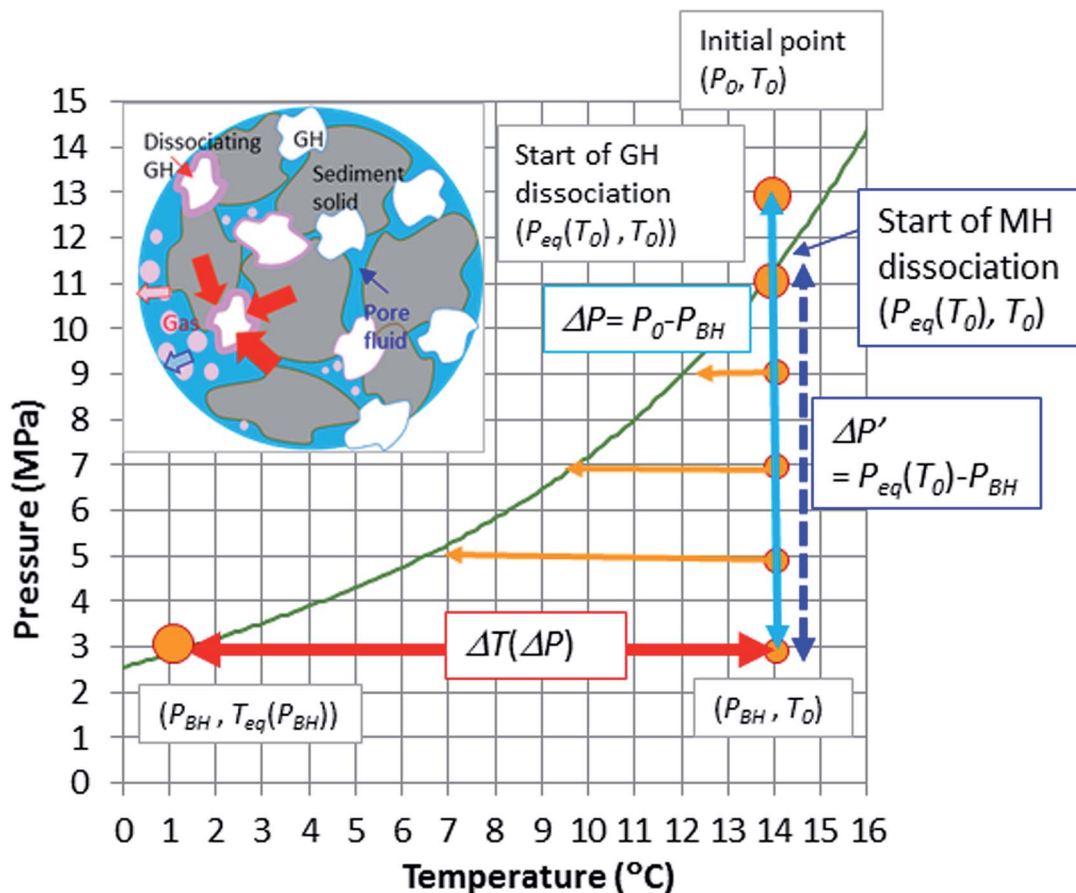 Initial point
(P0, T0)
Dissociating
GH
GH
Sediment
solid
Gas
Pore
fluid
Start of GH
dissociation
(Peq(T0) , T0))
Start of MH
dissociation
(Peq(T0), T0)
ΔP= P0-PBH
ΔP’
= Peq(T0)-PBH
ΔT(ΔP)
(PBH , Teq(PBH))
(PBH , T0)
Pressure (MPa)
15
14
13
12
11
10
9
8
7
6
5
4
3
2
1
0
0 1 2 3 4 5 6 7 8 9 10 11 12 13 14 15 16
Temperature (°C)